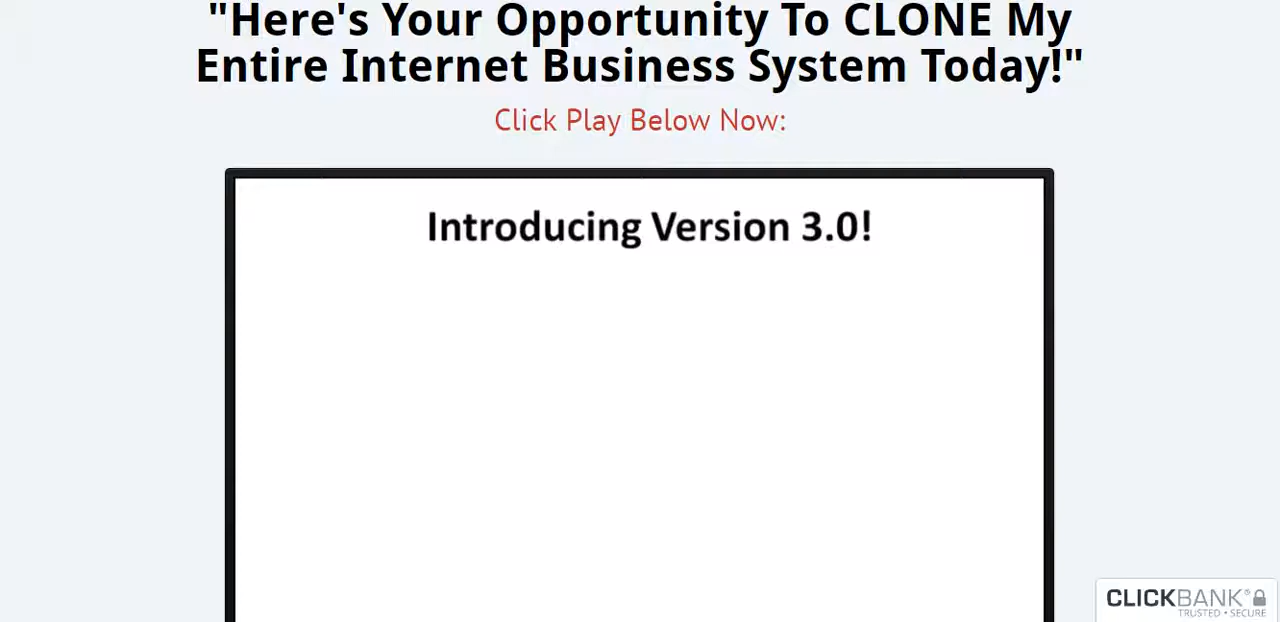 "Here's Your Opportunity To CLONE My
Entire Internet Business System Today!"
Click Play Below Now:
Introducing Version 3.0!
CLICKBANK®
TRUSTED • SECURE